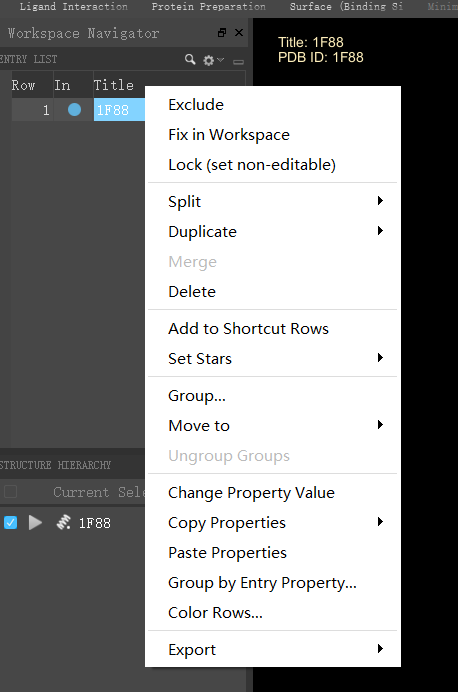 Ligand Interaction Protein Preparation Surface (Binding Si Minim
Workspace Navigator
Title: 1F88
PDB ID: 1F88
ENTRY LIST
Row In Title
1 1F88
Exclude
Fix in Workspace
Lock (set non-editable)
Split
Duplicate
Merge
Delete
Add to Shortcut Rows
Set Stars
Group...
Move to
Ungroup Groups
Change Property Value
Copy Properties
Paste Properties
Group by Entry Property...
Color Rows...
Export
STRUCTURE HIERARCHY
Current Sele
1F88